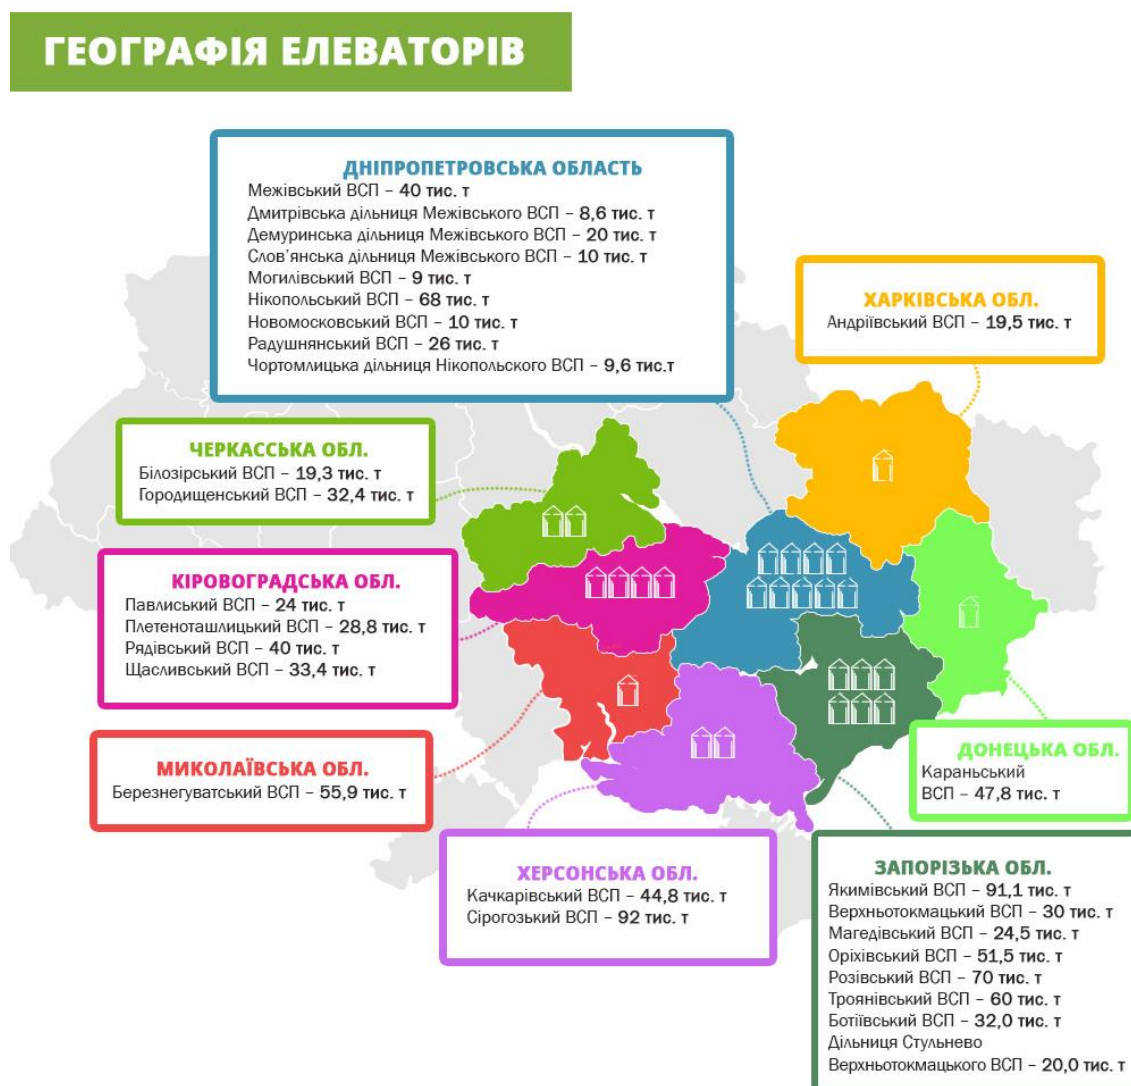 ГЕОГРАФІЯ ЕЛЕВАТОРІВ
ДНІПРОПЕТРОВСЬКА ОБЛАСТЬ
Межівський ВСП – 40 тис. т
Дмитрівська дільниця Межівського ВСП – 8,6 тис. т
Демуринська дільниця Межівського ВСП – 20 тис. т
Слов’янська дільниця Межівського ВСП – 10 тис. т
Могилівський ВСП – 9 тис. т
Нікопольський ВСП – 68 тис. т
Новомосковський ВСП – 10 тис. т
Радушнянський ВСП – 26 тис. т
Чортомлицька дільниця Нікопольского ВСП – 9,6 тис.т
ХАРКІВСЬКА ОБЛ.
Андріївський ВСП – 19,5 тис. т
ЧЕРКАССЬКА ОБЛ.
Білозірський ВСП – 19,3 тис. т
Городищенський ВСП – 32,4 тис. т
КІРОВОГРАДСЬКА ОБЛ.
Павлиський ВСП – 24 тис. т
Плетеноташлицький ВСП – 28,8 тис. т
Рядівський ВСП – 40 тис. т
Щасливський ВСП – 33,4 тис. т
МИКОЛАЇВСЬКА ОБЛ.
Березнегуватський ВСП – 55,9 тис. т
ДОНЕЦЬКА ОБЛ.
Караньський
ВСП – 47,8 тис. т
ХЕРСОНСЬКА ОБЛ.
Качкарівський ВСП – 44,8 тис. т
Сірогозький ВСП – 92 тис. т
ЗАПОРІЗЬКА ОБЛ.
Якимівський ВСП – 91,1 тис. т
Верхньотокмацький ВСП – 30 тис. т
Магедівський ВСП – 24,5 тис. т
Оріхівський ВСП – 51,5 тис. т
Розівський ВСП – 70 тис. т
Троянівський ВСП – 60 тис. т
Ботіївський ВСП – 32,0 тис. т
Дільниця Стульнево
Верхньотокмацького ВСП – 20,0 тис. т